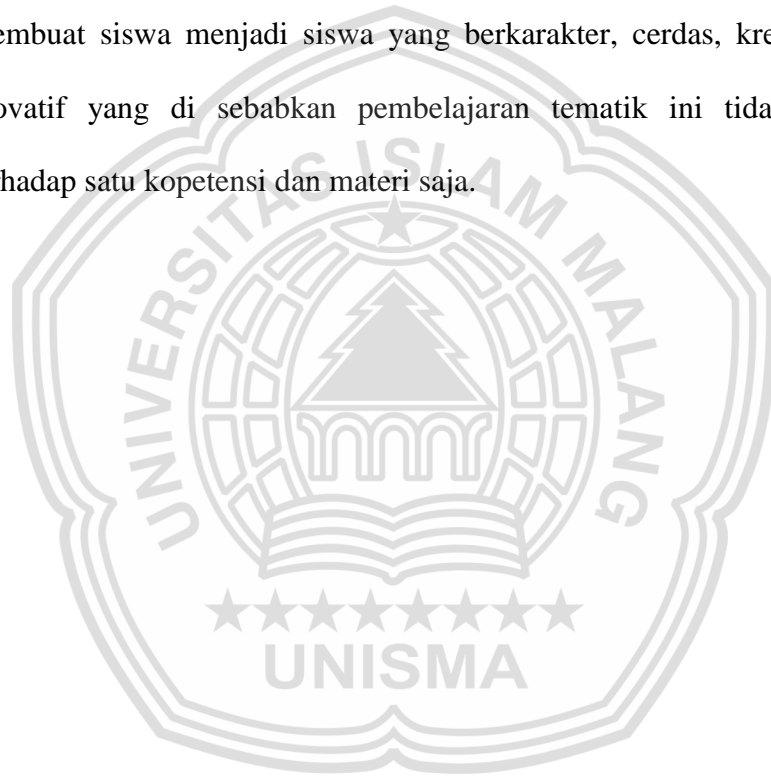 embuat siswa menjadi siswa yang berkarakter, cerdas, kre
ovatif yang di sebabkan pembelajaran tematik ini tida
rhadap satu kopetensi dan materi saja.
UNIVERSITAS ISLAM MALANG
UNISMA